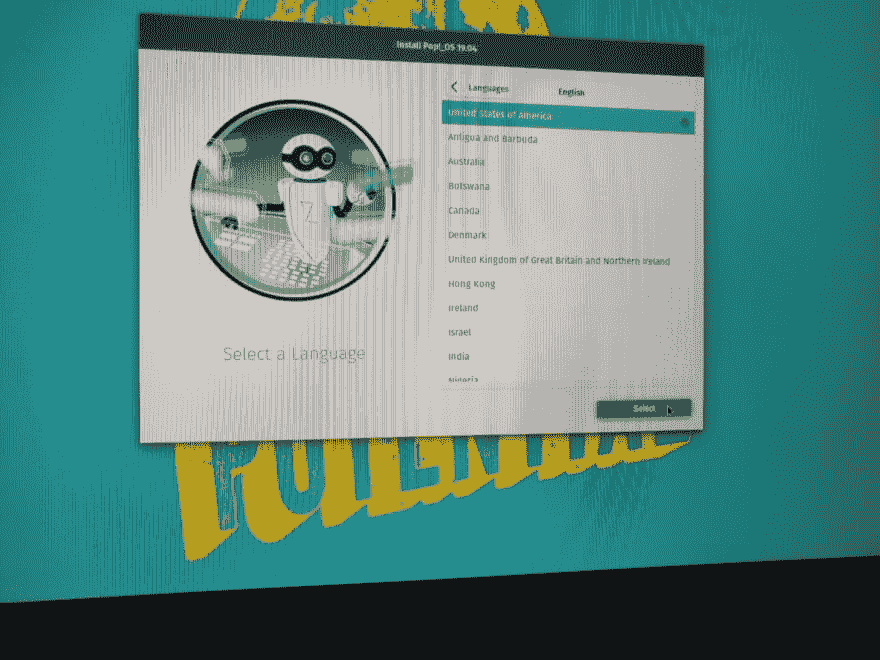 Install Pop!_OS 19.04
Languages
English
United States of America
Antigua and Barbuda
Australia
Botswana
Canada
Denmark
United Kingdom of Great Britain and Northern Ireland
Hong Kong
Ireland
Israel
India
Nigeria
Select a Language
Select